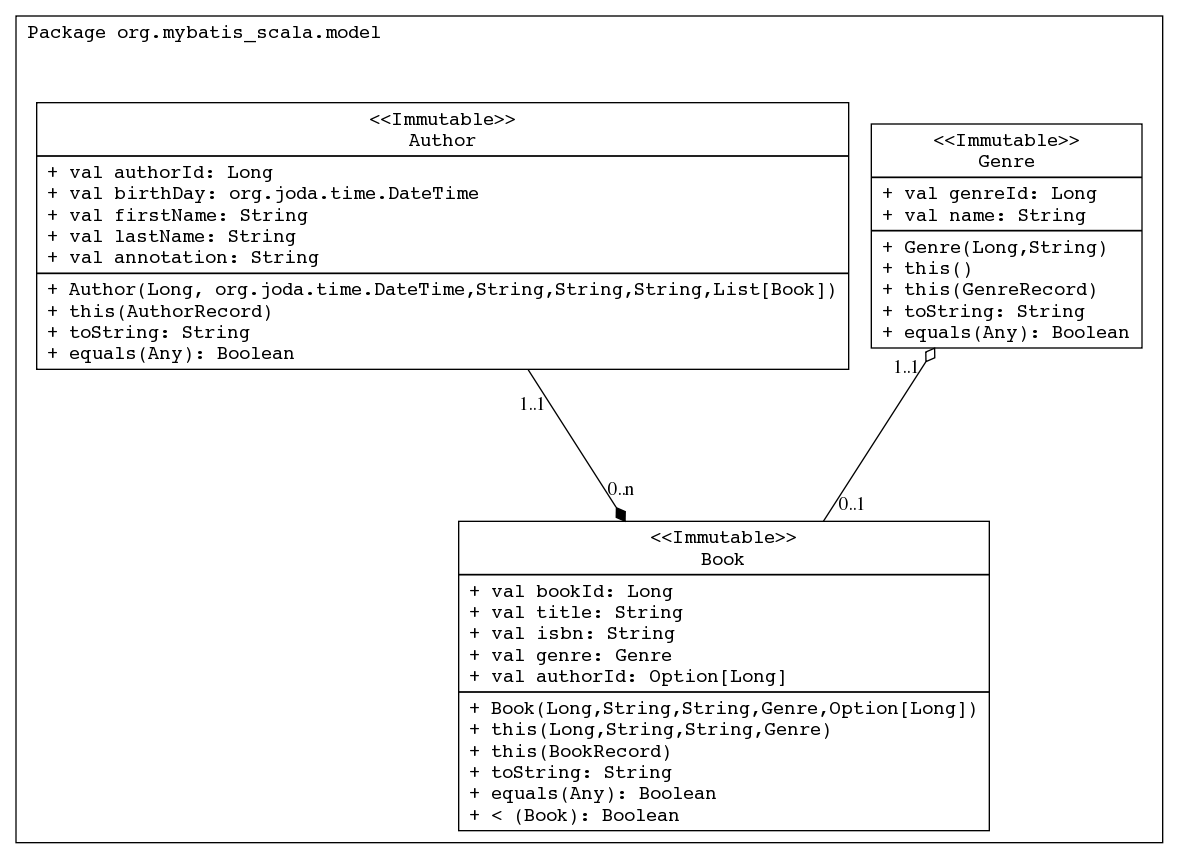 Package org.mybatis_scala.model
<<Immutable>>
Author
+ val authorId: Long
+ val birthDay: org.joda.time.DateTime
+ val firstName: String
+ val lastName: String
+ val annotation: String
+ Author(Long, org.joda.time.DateTime,String,String,String,List[Book])
+ this(AuthorRecord)
+ toString: String
+ equals(Any): Boolean
<<Immutable>>
Genre
+ val genreId: Long
+ val name: String
+ Genre(Long,String)
+ this()
+ this(GenreRecord)
+ toString: String
+ equals(Any): Boolean
1..1
1..1
0..n
0..1
<<Immutable>>
Book
+ val bookId: Long
+ val title: String
+ val isbn: String
+ val genre: Genre
+ val authorId: Option[Long]
+ Book(Long,String,String,Genre,Option[Long])
+ this(Long,String,String,Genre)
+ this(BookRecord)
+ toString: String
+ equals(Any): Boolean
+ < (Book): Boolean